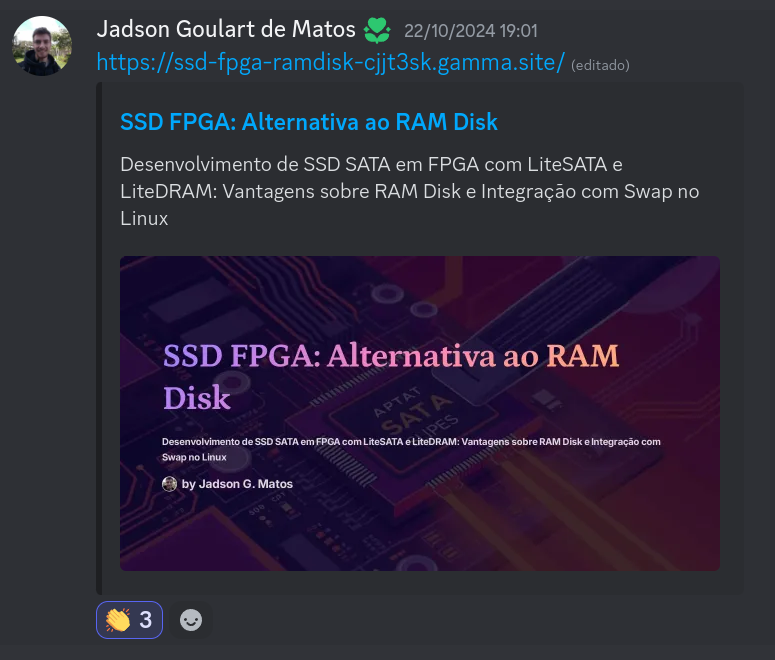 Jadson Goulart de Matos 22/10/2024 19:01
https://ssd-fpga-ramdisk-cjjt3sk.gamma.site/ (editado)
SSD FPGA: Alternativa ao RAM Disk
Desenvolvimento de SSD SATA em FPGA com LiteSATA e
LiteDRAM: Vantagens sobre RAM Disk e Integração com Swap no
Linux
SSD FPGA: Alternativa ao RAM
Disk
APTAT
SATA
IPES
Desenvolvimento de SSD SATA em FPGA com LiteSATA e LiteDRAM: Vantagens sobre RAM Disk e Integração com
Swap no Linux
by Jadson G. Matos
3